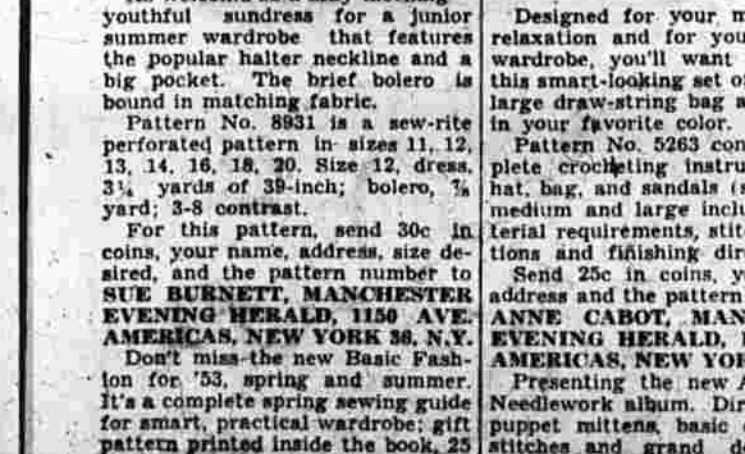 youthful sundress for a junior
summer wardrobe that features
the popular halter neckline and a
big pocket. The brief bolero is
bound in matching fabric.
Pattern No. 8931 is a sew-rite
perforated pattern in sizes 11, 12,
13, 14, 16, 18, 20. Size 12, dress,
yards of 39-inch; bolero, ⅞
yard; 3-8 contrast.
For this pattern, send 30c in
coins, your name, address, size de-
sired, and the pattern number to
SUE BURNETT, MANCHESTER
EVENING HERALD, 1150 AVE.
AMERICAS, NEW YORK 36, N.Y.
Don't miss the new Basic Fash-
ion for '53, spring and summer.
It's a complete spring sewing guide
for smart, practical wardrobe; gift
pattern printed inside the book, 25
Designed for your m
relaxation and for you
wardrobe, you'll want
this smart-looking set o
large draw-string bag a
in your favorite color.
Pattern No. 5263 con
plete crocheting instru
hat, bag, and sandals (s
medium and large inclu
terial requirements, stit
tions and finishing dir
Send 25c in coins, y
address and the pattern
ANNE CABOT, MAN
EVENING HERALD,
AMERICAS, NEW YOR
Presenting the new A
Needlework album. Dir
puppet mittens, basic
stitches and grand d